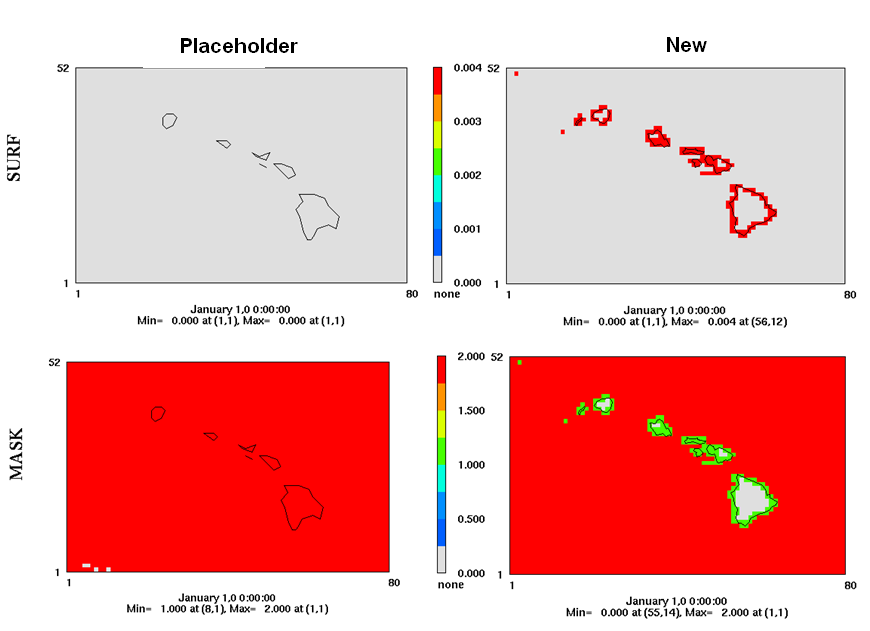 Placeholder
New
SURF
52
1
1
80
January 1,0 0:00:00
Min= 0.000 at (1,1), Max= 0.000 at (1,1)
0.004
0.003
0.002
0.001
0.000
none
52
1
1
80
January 1,0 0:00:00
Min= 0.000 at (1,1), Max= 0.004 at (56,12)
MASK
52
1
1
80
January 1,0 0:00:00
Min= 1.000 at (8,1), Max= 2.000 at (1,1)
2.000
1.500
1.000
0.500
0.000
none
52
1
1
80
January 1,0 0:00:00
Min= 0.000 at (55,14), Max= 2.000 at (1,1)